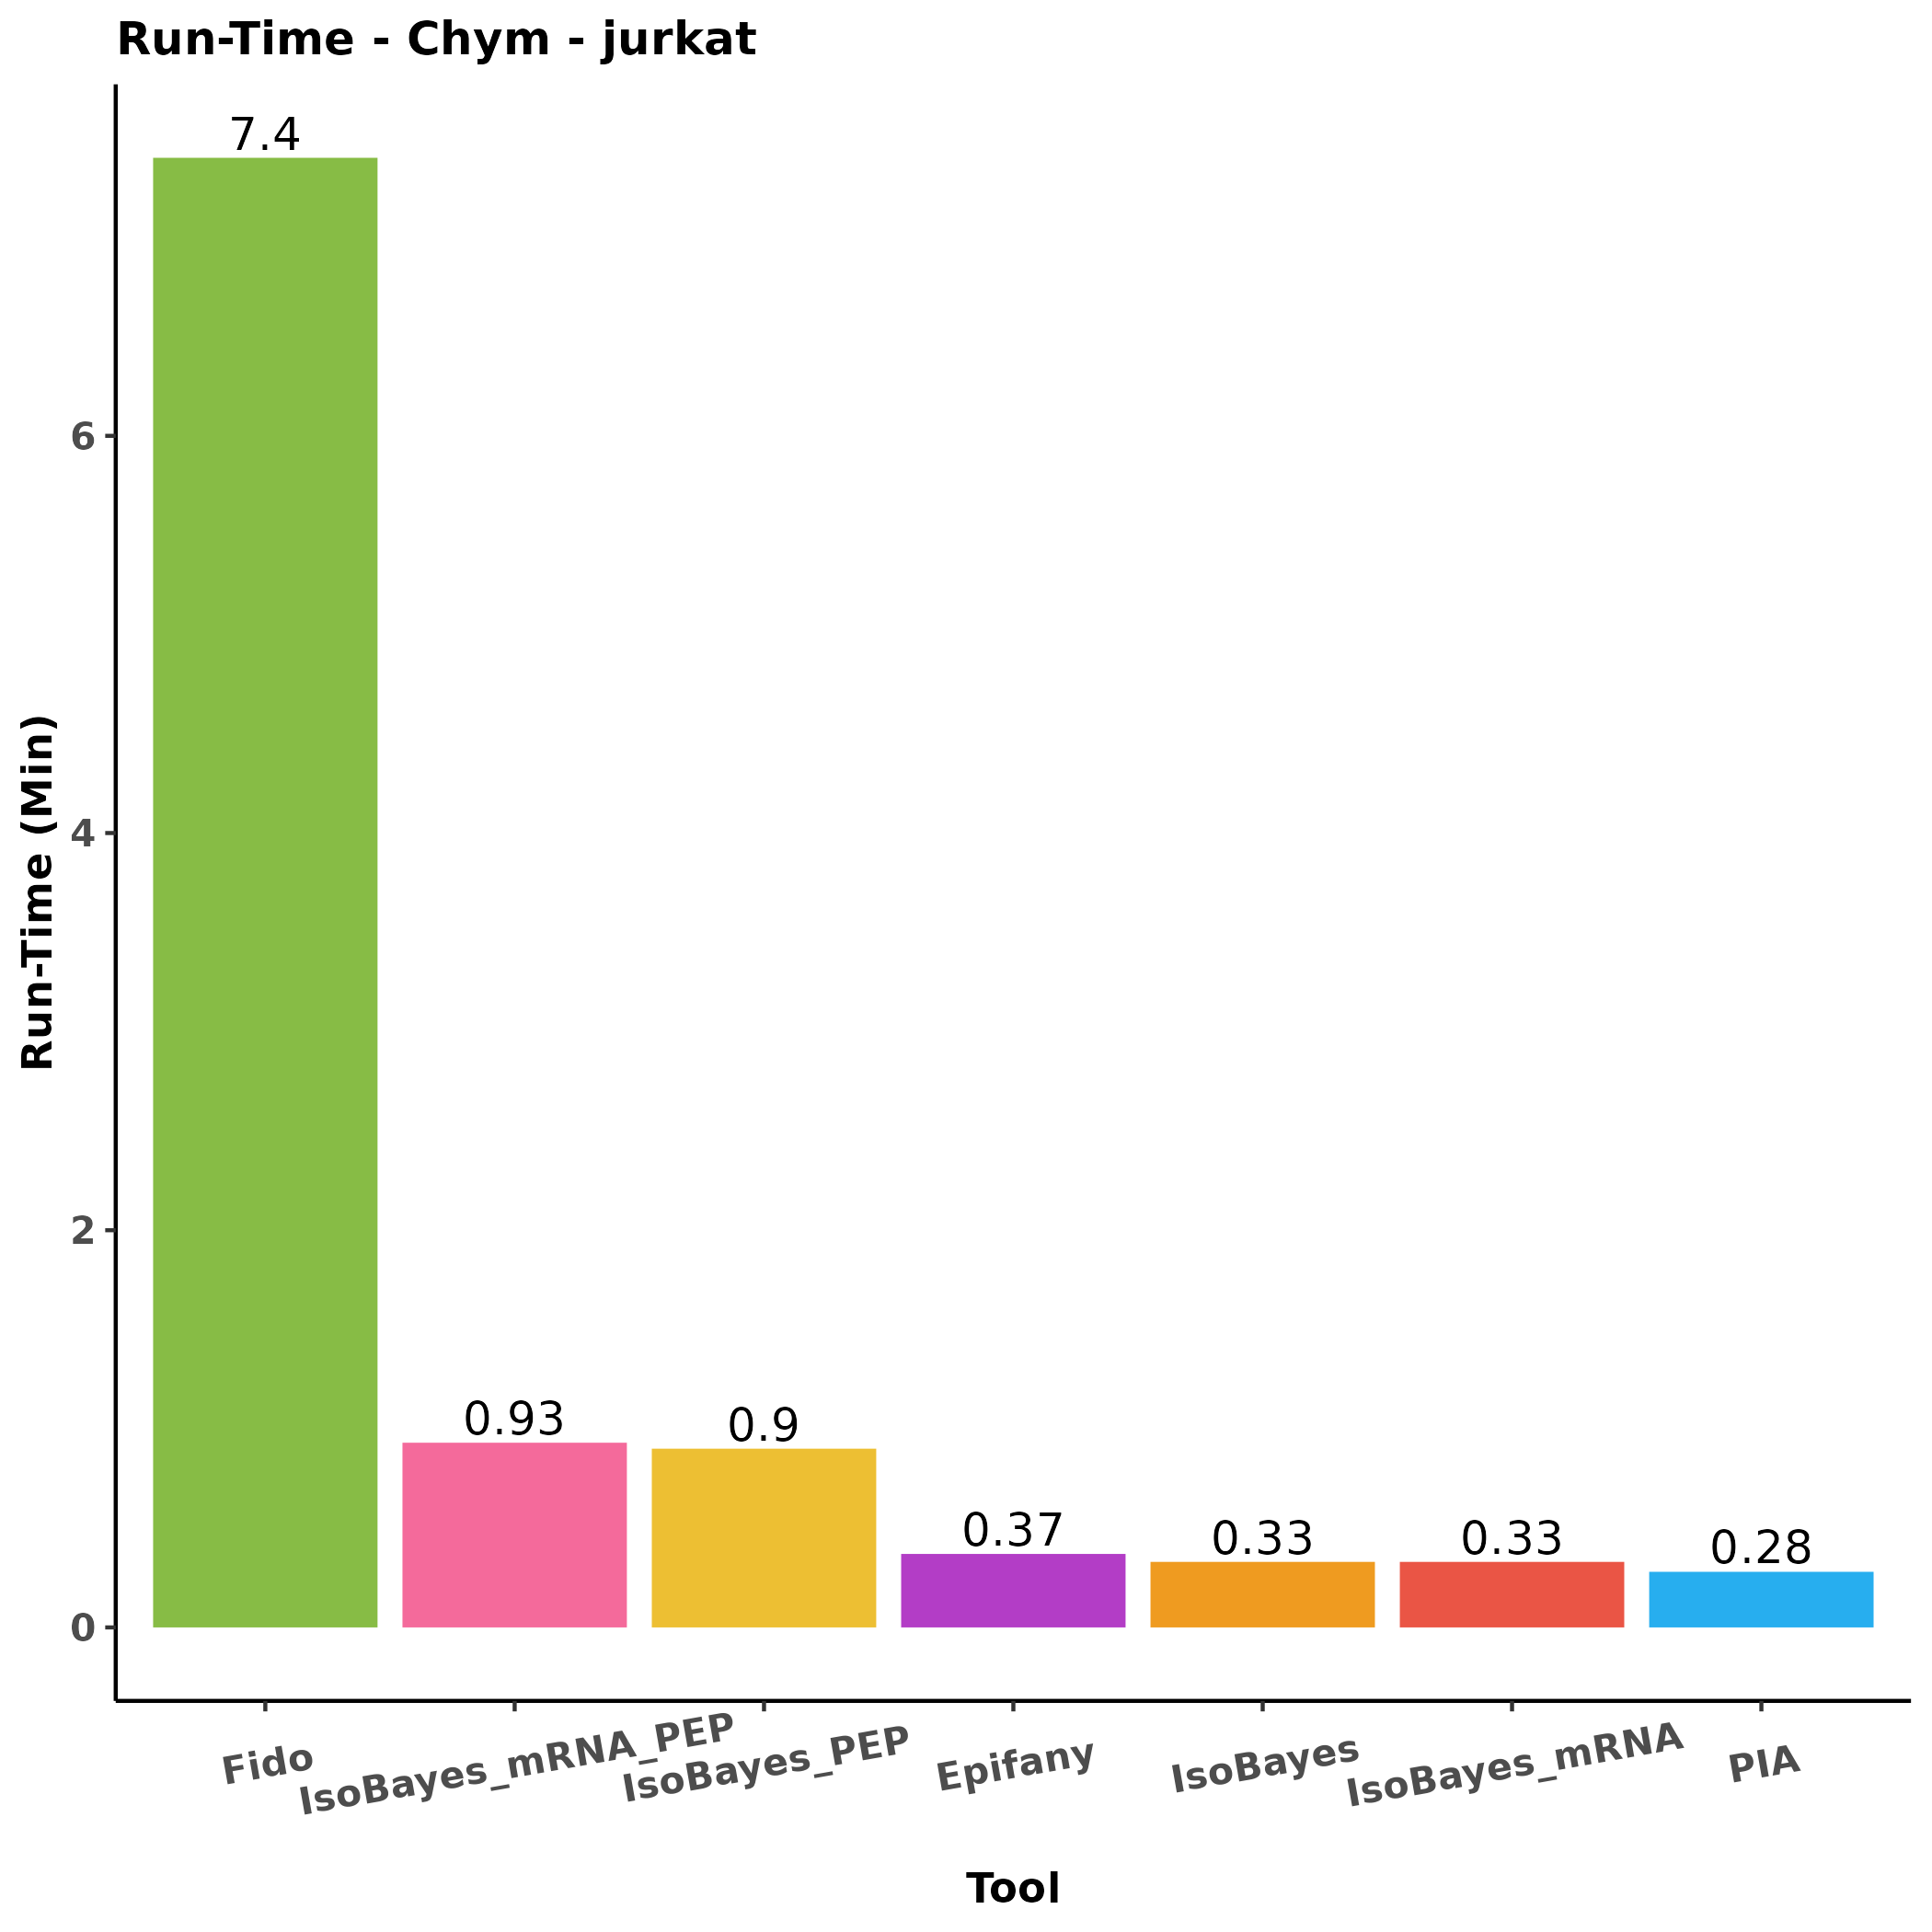 Run-Time - Chym - jurkat
Run-Time (Min)
6
4
2
0
7.4
0.93
0.9
0.37
0.33
0.33
0.28
Fido
IsoBayes_mRNA_PEP
IsoBayes_PEP
Epifany
IsoBayes
IsoBayes_mRNA
PIA
Tool